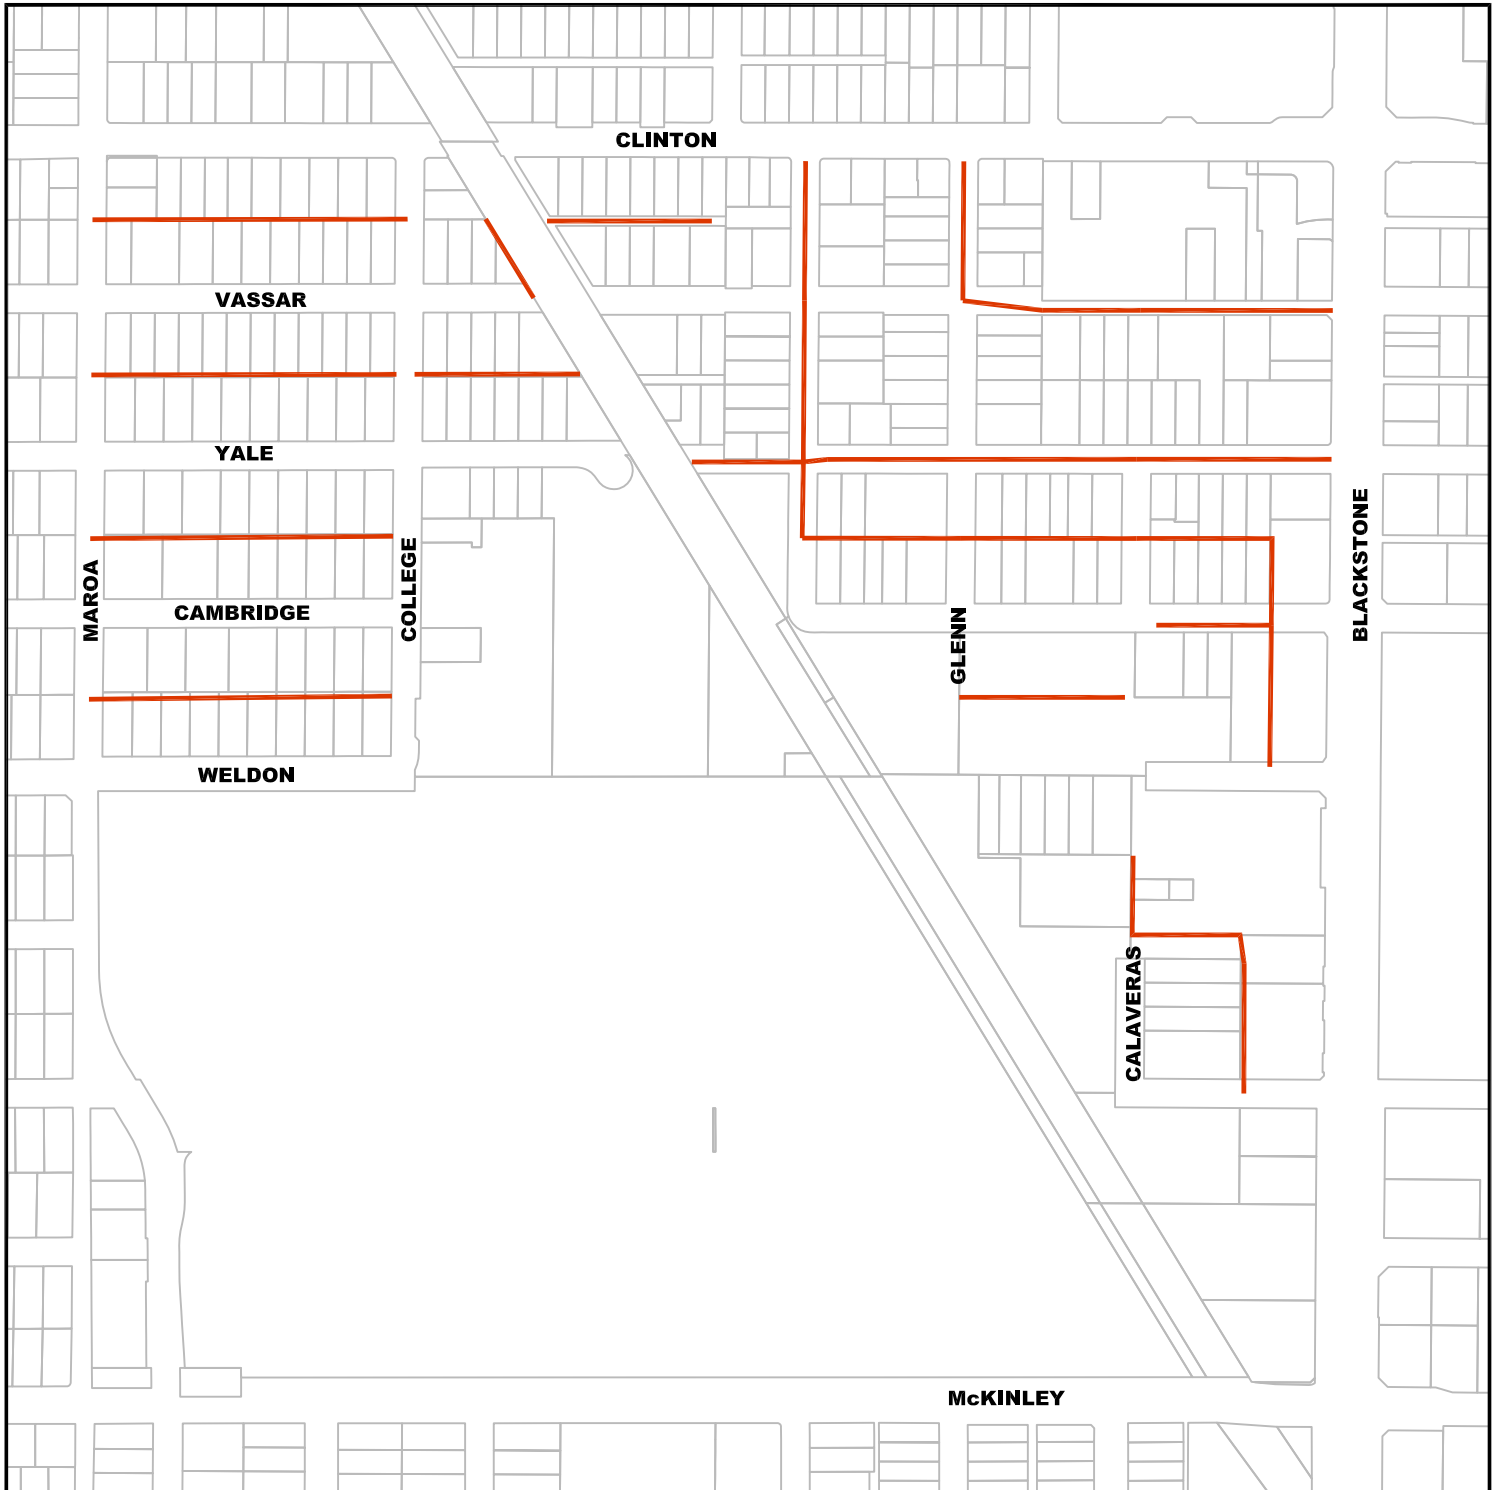 CLINTON
VASSAR
YALE
BLACKSTONE
COLLEGE
MAROA
CAMBRIDGE
GLENN
WELDON
CALAVERAS
McKINLEY